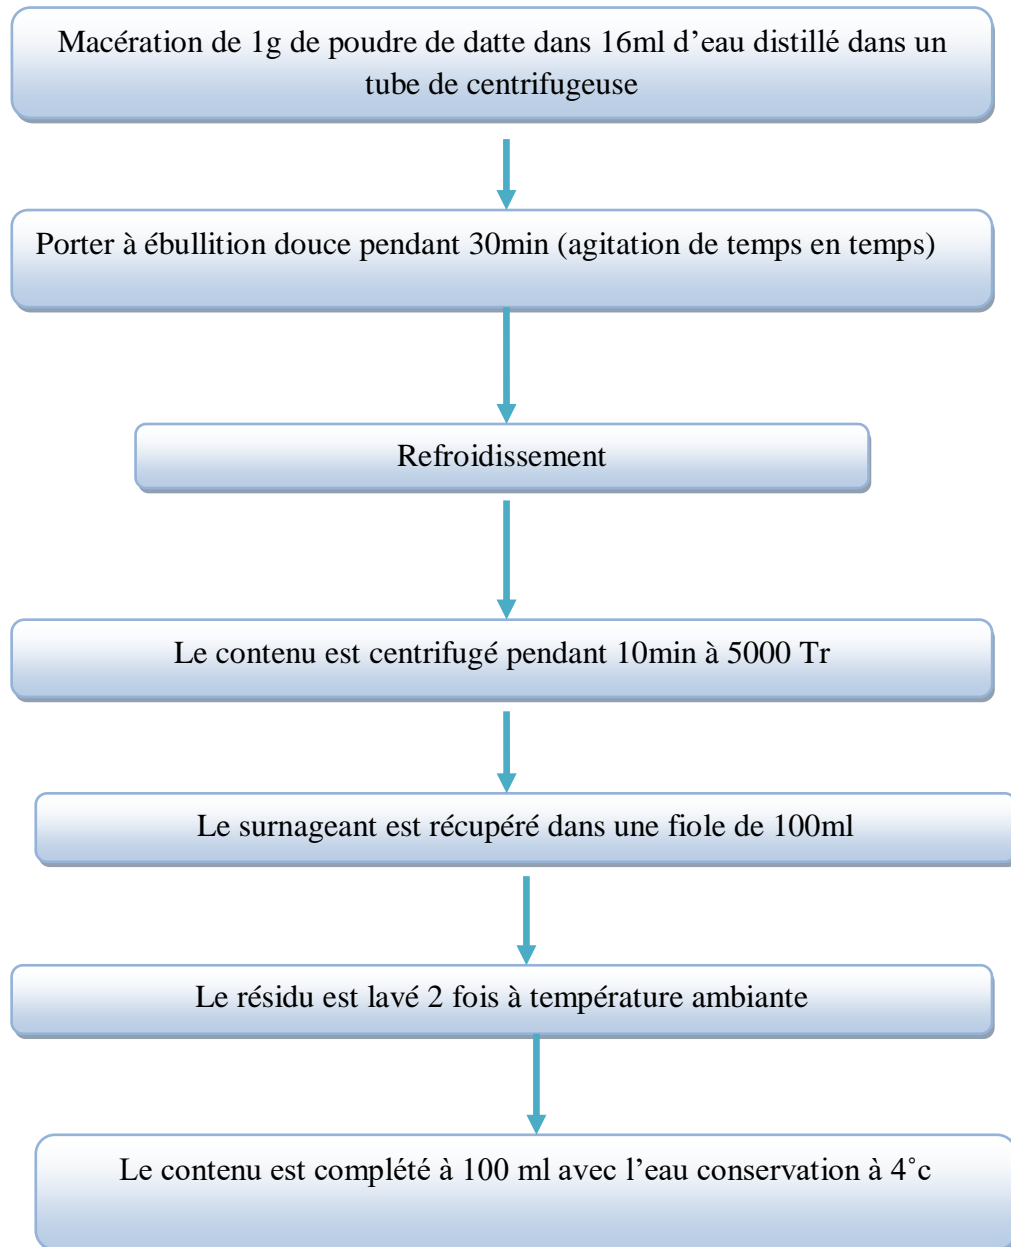 Macération de 1g de poudre de datte dans 16ml d’eau distillé dans un
tube de centrifugeuse
Porter à ébullition douce pendant 30min (agitation de temps en temps)
Refroidissement
Le contenu est centrifugé pendant 10min à 5000 Tr
Le surnageant est récupéré dans une fiole de 100ml
Le résidu est lavé 2 fois à température ambiante
Le contenu est complété à 100 ml avec l’eau conservation à 4˚c